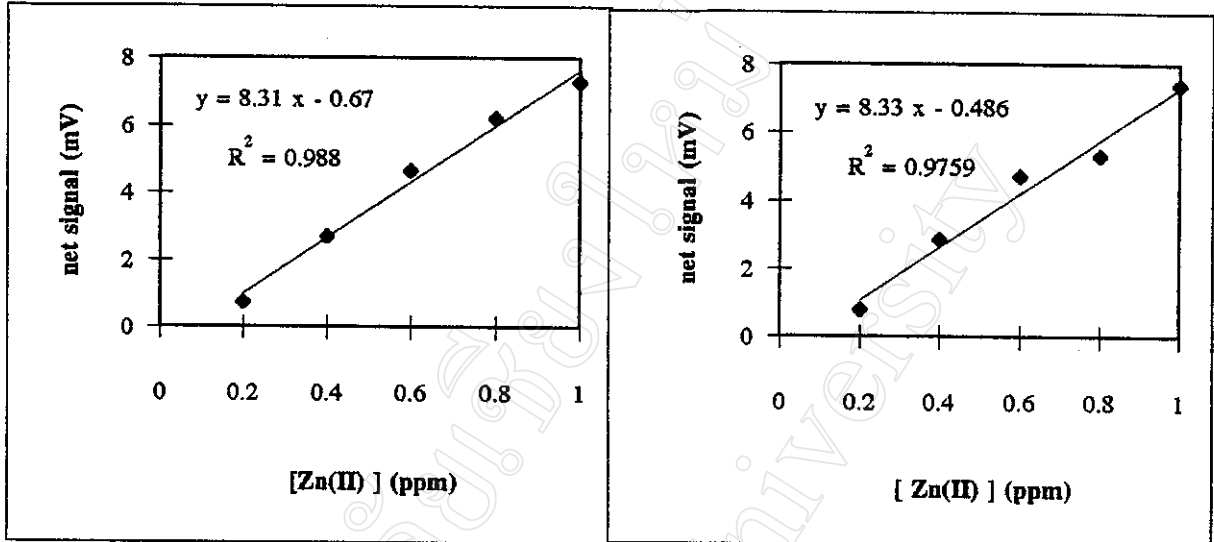 8
6
4
2
0
net signal (mV)
y = 8.31 x - 0.67
R² = 0.988
0 0.2 0.4 0.6 0.8 1
[Zn(II) ] (ppm)
8
6
4
2
0
net signal (mV)
y = 8.33 x - 0.486
R² = 0.9759
0 0.2 0.4 0.6 0.8 1
[ Zn(II) ] (ppm)
University